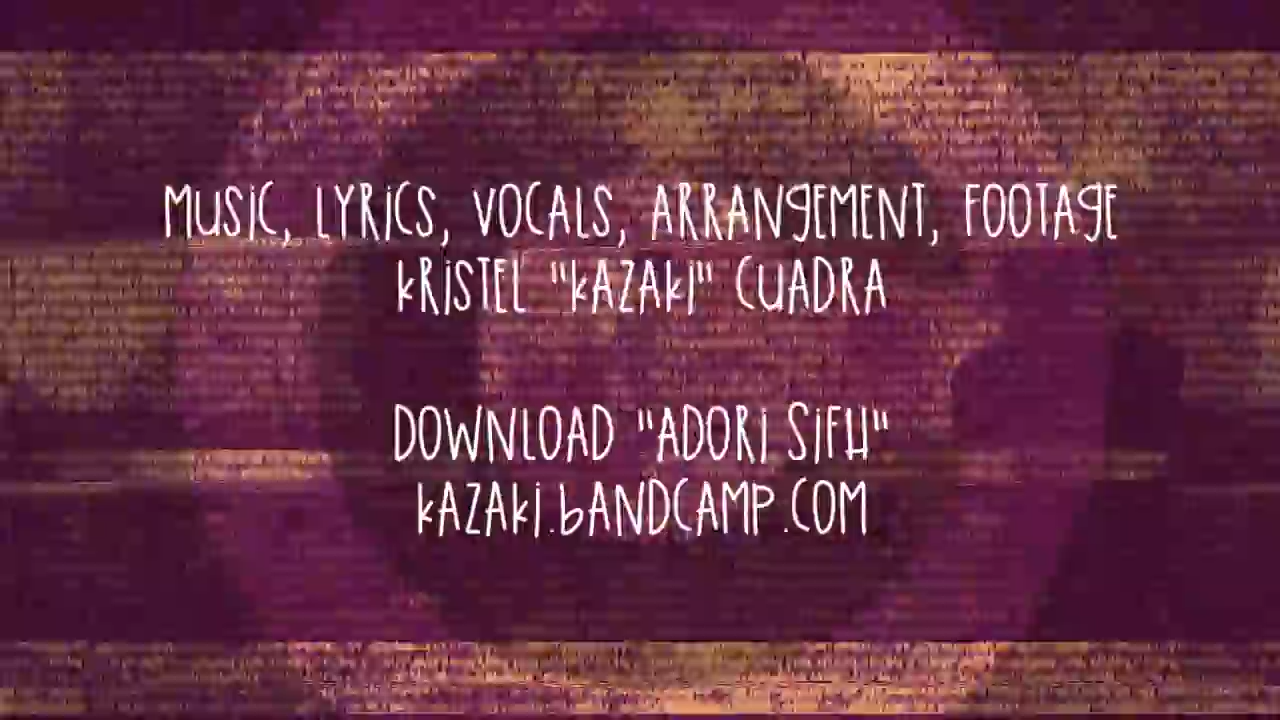 MUSIC, LYRICS, VOCALS, ARRANGEMENT, FOOTAGE
KRISTEL "KAZAKI" CUADRA
DOWNLOAD "ADORI SIFH"
KAZAKI.BANDCAMP.COM